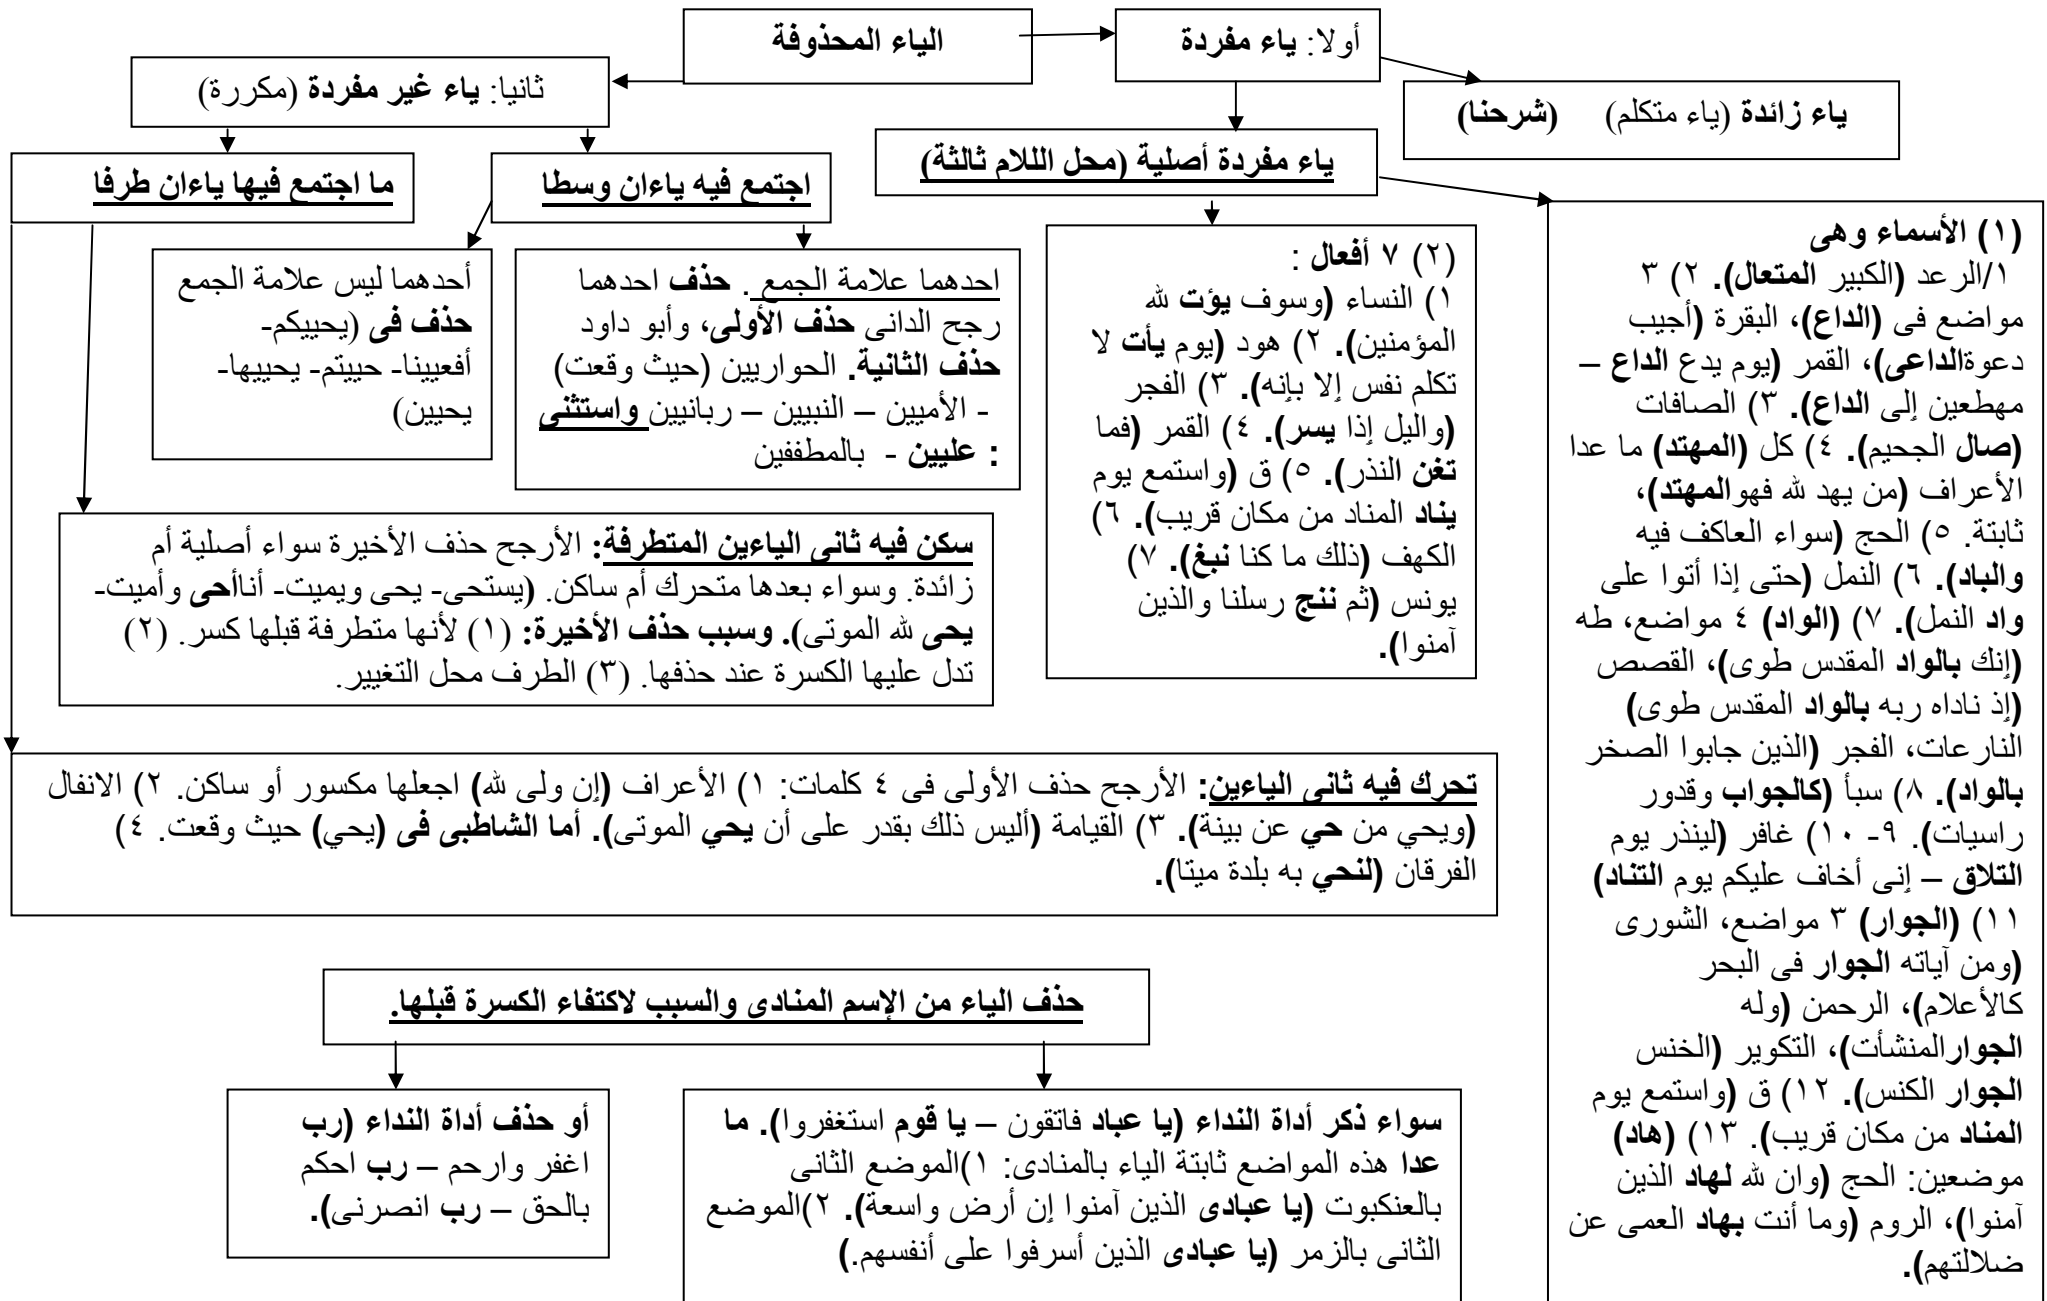 الياء المحذوفة
أولا: ياء مفردة
ثانيا: ياء غير مفردة (مكررة)
ياء زائدة (ياء متكلم) (شرحنا)
ياء مفردة أصلية (محل اللام ثالثة)
اجتمع فيه ياءان وسطا
ما اجتمع فيها ياءان طرفا
(١) الأسماء وهى
١/الرعد (الكبير المتعال). ٢) ٣
مواضع فى (الداع)، البقرة (أجيب
دعوةالداعى)، القمر (يوم يدع الداع –
مهطعين إلى الداع). ٣) الصافات
(صال الجحيم). ٤) كل (المهتد) ما عدا
الأعراف (من يهد لله فهوالمهتد)،
ثابتة. ٥) الحج (سواء العاكف فيه
والباد). ٦) النمل (حتى إذا أتوا على
واد النمل). ٧) (الواد) ٤ مواضع، طه
(إنك بالواد المقدس طوى)، القصص
(إذ ناداه ربه بالواد المقدس طوى)
النارعات، الفجر (الذين جابوا الصخر
بالواد). ٨) سبأ (كالجواب وقدور
راسيات). ٩- ١٠) غافر (لينذر يوم
التلاق – إنى أخاف عليكم يوم التناد)
١١) (الجوار) ٣ مواضع، الشورى
(ومن آياته الجوار فى البحر
كالأعلام)، الرحمن (وله
الجوارالمنشأت)، التكوير (الخنس
الجوار الكنس). ١٢) ق (واستمع يوم
المناد من مكان قريب). ١٣) (هاد)
موضعين: الحج (وان لله لهاد الذين
آمنوا)، الروم (وما أنت بهاد العمى عن
ضلالتهم).
(٢) ٧ أفعال :
١) النساء (وسوف يؤت لله
المؤمنين). ٢) هود (يوم يأت لا
تكلم نفس إلا بإنه). ٣) الفجر
(واليل إذا يسر). ٤) القمر (فما
تغن النذر). ٥) ق (واستمع يوم
يناد المناد من مكان قريب). ٦)
الكهف (ذلك ما كنا نبغ). ٧)
يونس (ثم ننج رسلنا والذين
آمنوا).
احدهما علامة الجمع . حذف احدهما
رجح الدانى حذف الأولى، وأبو داود
حذف الثانية. الحواريين (حيث وقعت)
- الأميين – النبيين – ربانيين واستثنى
: عليين - بالمطففين
أحدهما ليس علامة الجمع
حذف فى (يحييكم-
أفعيينا- حييتم- يحييها-
يحيين)
سكن فيه ثانى الياءين المتطرفة: الأرجح حذف الأخيرة سواء أصلية أم
زائدة. وسواء بعدها متحرك أم ساكن. (يستحى- يحى ويميت- أناأحى وأميت-
يحى لله الموتى). وسبب حذف الأخيرة: (١) لأنها متطرفة قبلها كسر. (٢)
تدل عليها الكسرة عند حذفها. (٣) الطرف محل التغيير.
تحرك فيه ثانى الياءين: الأرجح حذف الأولى فى ٤ كلمات: ١) الأعراف (إن ولى لله) اجعلها مكسور أو ساكن. ٢) الانفال
(ويحي من حي عن بينة). ٣) القيامة (أليس ذلك بقدر على أن يحي الموتى). أما الشاطبى فى (يحي) حيث وقعت. ٤)
الفرقان (لنحي به بلدة ميتا).
حذف الياء من الإسم المنادى والسبب لاكتفاء الكسرة قبلها.
سواء ذكر أداة النداء (يا عباد فاتقون – يا قوم استغفروا). ما
عدا هذه المواضع ثابتة الياء بالمنادى: ١)الموضع الثانى
بالعنكبوت (يا عبادى الذين آمنوا إن أرض واسعة). ٢)الموضع
الثانى بالزمر (يا عبادى الذين أسرفوا على أنفسهم.)
أو حذف أداة النداء (رب
اغفر وارحم – رب احكم
بالحق – رب انصرنى).